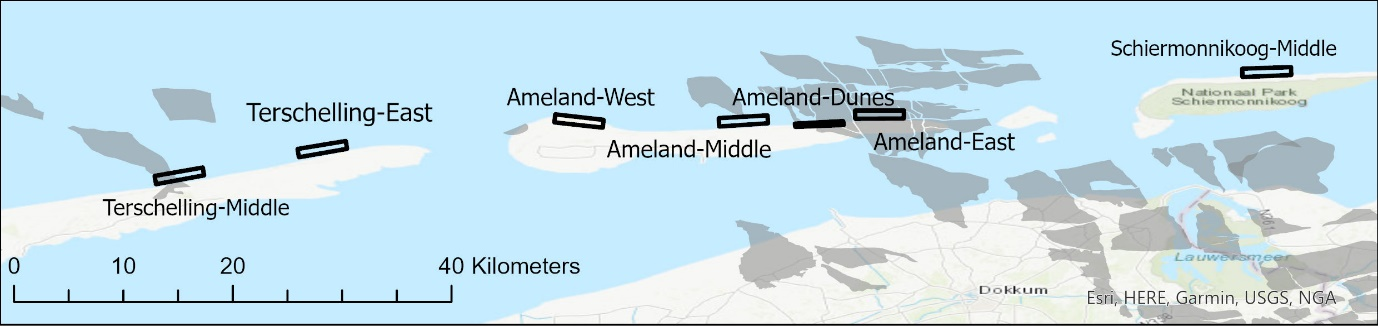 Schiermonnikoog-Middle
Nationaal Park
Schiermonnikoog
Ameland-West
Ameland-Dunes
Terschelling-East
Ameland-East
Ameland-Middle
Terschelling-Middle
Lauwersmeer
0 10 20 40 Kilometers
Dokkum
Esri, HERE, Garmin, USGS, NGA